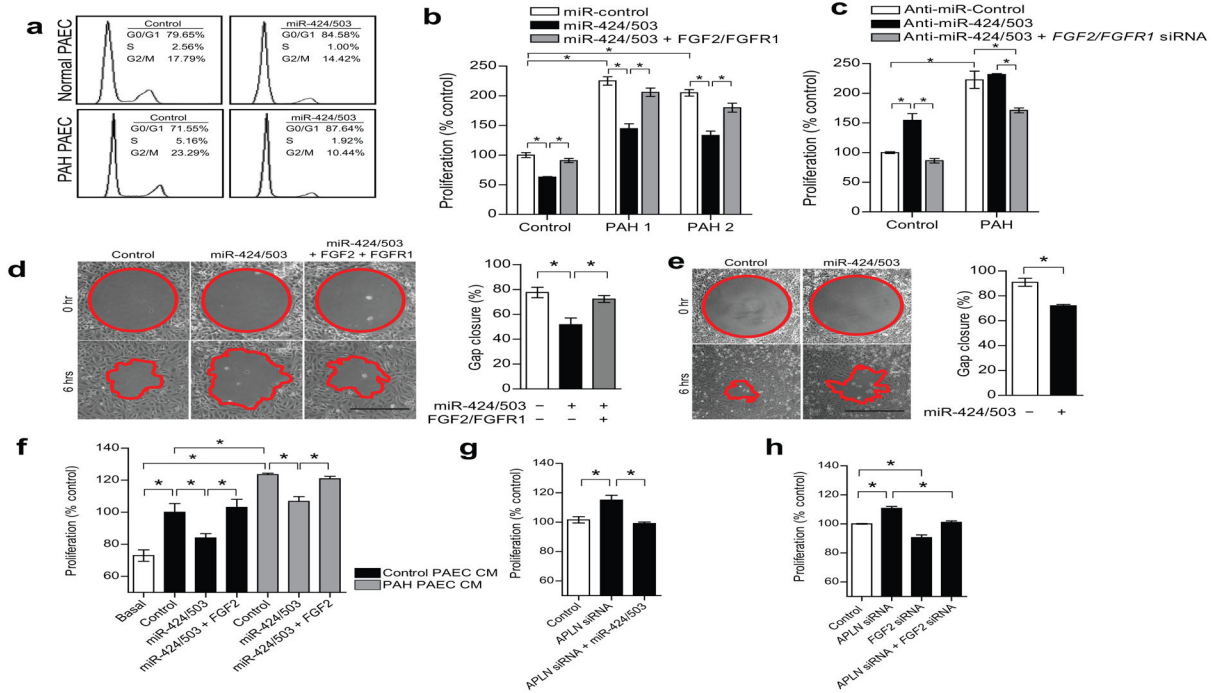 a
Normal PAEC
Control
G0/G1 79.65%
S 2.56%
G2/M 17.79%
miR-424/503
G0/G1 84.58%
S 1.00%
G2/M 14.42%
PAH PAEC
Control
G0/G1 71.55%
S 5.16%
G2/M 23.29%
miR-424/503
G0/G1 87.64%
S 1.92%
G2/M 10.44%
b
miR-control
miR-424/503
miR-424/503 + FGF2/FGFR1
Proliferation (% control)
250
200
150
100
50
0
* * * * * * * *
Control PAH 1 PAH 2
c
Anti-miR-Control
Anti-miR-424/503
Anti-miR-424/503 + FGF2/FGFR1 siRNA
Proliferation (% control)
250
200
150
100
50
0
* * * * *
Control PAH
d
Control miR-424/503 miR-424/503
+ FGF2 + FGFR1
0 hr
6 hrs
Gap closure (%)
100
80
60
40
20
0
* *
miR-424/503 – + +
FGF2/FGFR1 – – +
e
Control miR-424/503
0 hr
6 hrs
Gap closure (%)
100
80
60
40
20
0
*
miR-424/503 – +
f
Proliferation (% control)
140
120
100
80
60
* * * * * * *
Basal
Control
miR-424/503
miR-424/503 + FGF2
Control
miR-424/503
miR-424/503 + FGF2
Control PAEC CM
PAH PAEC CM
g
Proliferation (% control)
140
120
100
80
60
* *
Control
APLN siRNA
APLN siRNA + miR-424/503
h
Proliferation (% control)
140
120
100
80
60
* * *
Control
APLN siRNA
FGF2 siRNA
APLN siRNA + FGF2 siRNA